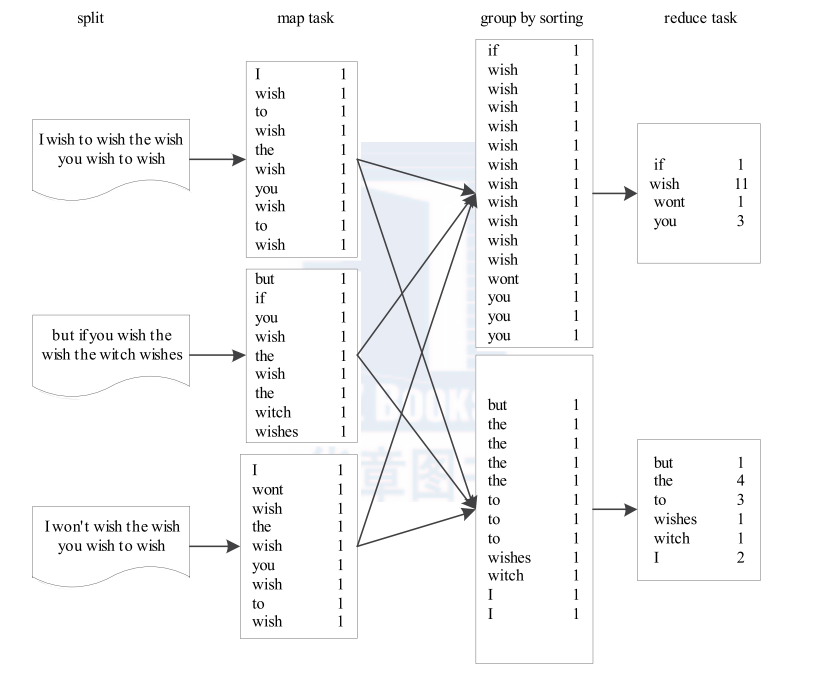 split map task group by sorting reduce task
I wish to wish the wish
you wish to wish
but if you wish the
wish the witch wishes
I won't wish the wish
you wish to wish
I 1
wish 1
to 1
wish 1
the 1
wish 1
you 1
wish 1
to 1
wish 1
but 1
if 1
you 1
wish 1
the 1
wish 1
the 1
witch 1
wishes 1
I 1
wont 1
wish 1
the 1
wish 1
you 1
wish 1
to 1
wish 1
if 1
wish 1
wish 1
wish 1
wish 1
wish 1
wish 1
wish 1
wish 1
wish 1
wish 1
wish 1
wont 1
you 1
you 1
you 1
but 1
the 1
the 1
the 1
the 1
to 1
to 1
to 1
wishes 1
witch 1
I 1
I 1
if 1
wish 11
wont 1
you 3
but 1
the 4
to 3
wishes 1
witch 1
I 2
Books
章图